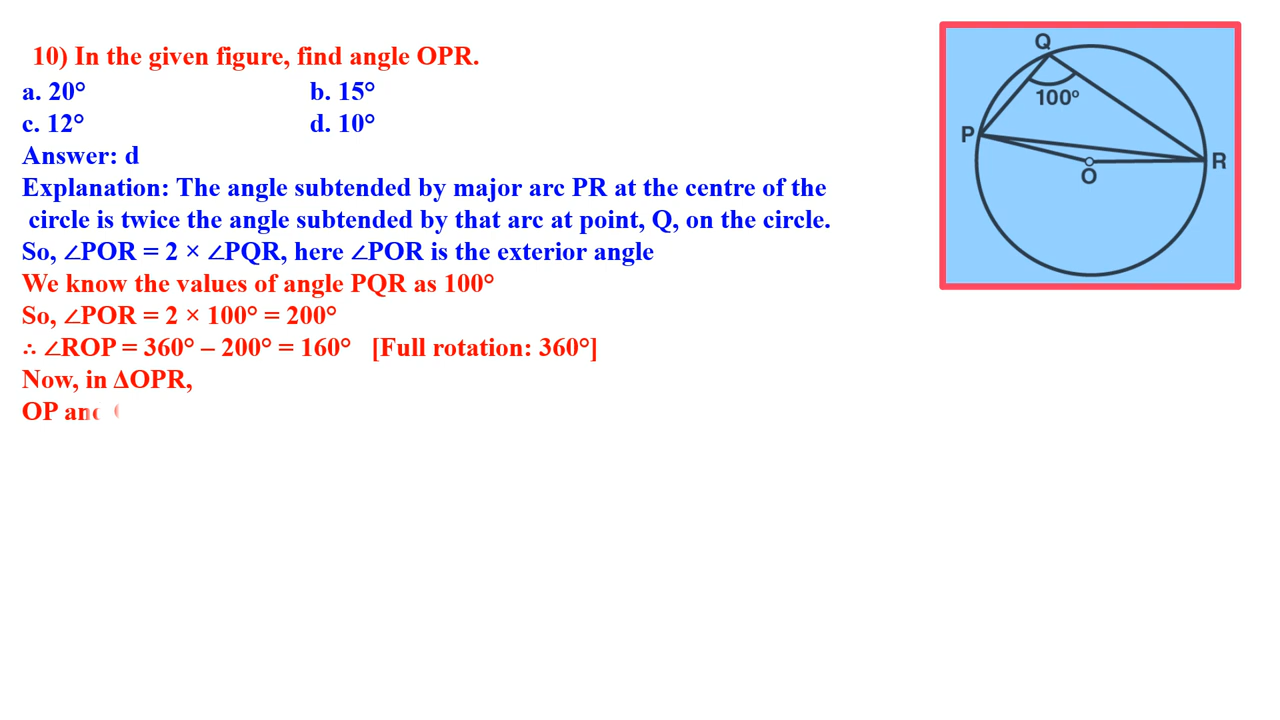 10) In the given figure, find angle OPR.
a. 20° b. 15°
c. 12° d. 10°
Answer: d
Explanation: The angle subtended by major arc PR at the centre of the
circle is twice the angle subtended by that arc at point, Q, on the circle.
So, ∠POR = 2 × ∠PQR, here ∠POR is the exterior angle
We know the values of angle PQR as 100°
So, ∠POR = 2 × 100° = 200°
∴ ∠ROP = 360° – 200° = 160° [Full rotation: 360°]
Now, in ΔOPR,
OP
Q
100°
P
R
O